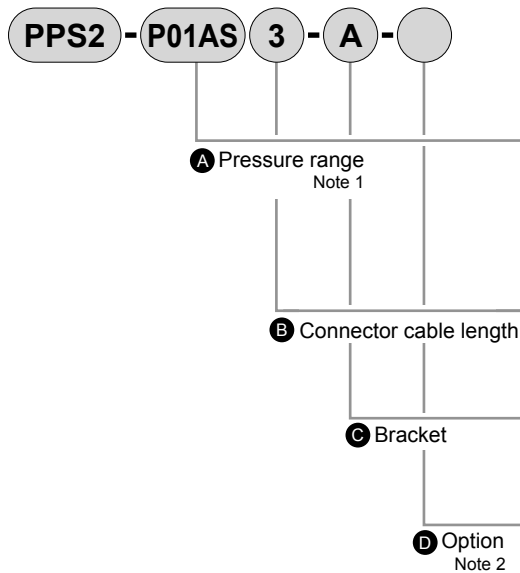 PPS2 - P01AS 3 - A -
A Pressure range
Note 1
B Connector cable length
C Bracket
D Option
Note 2